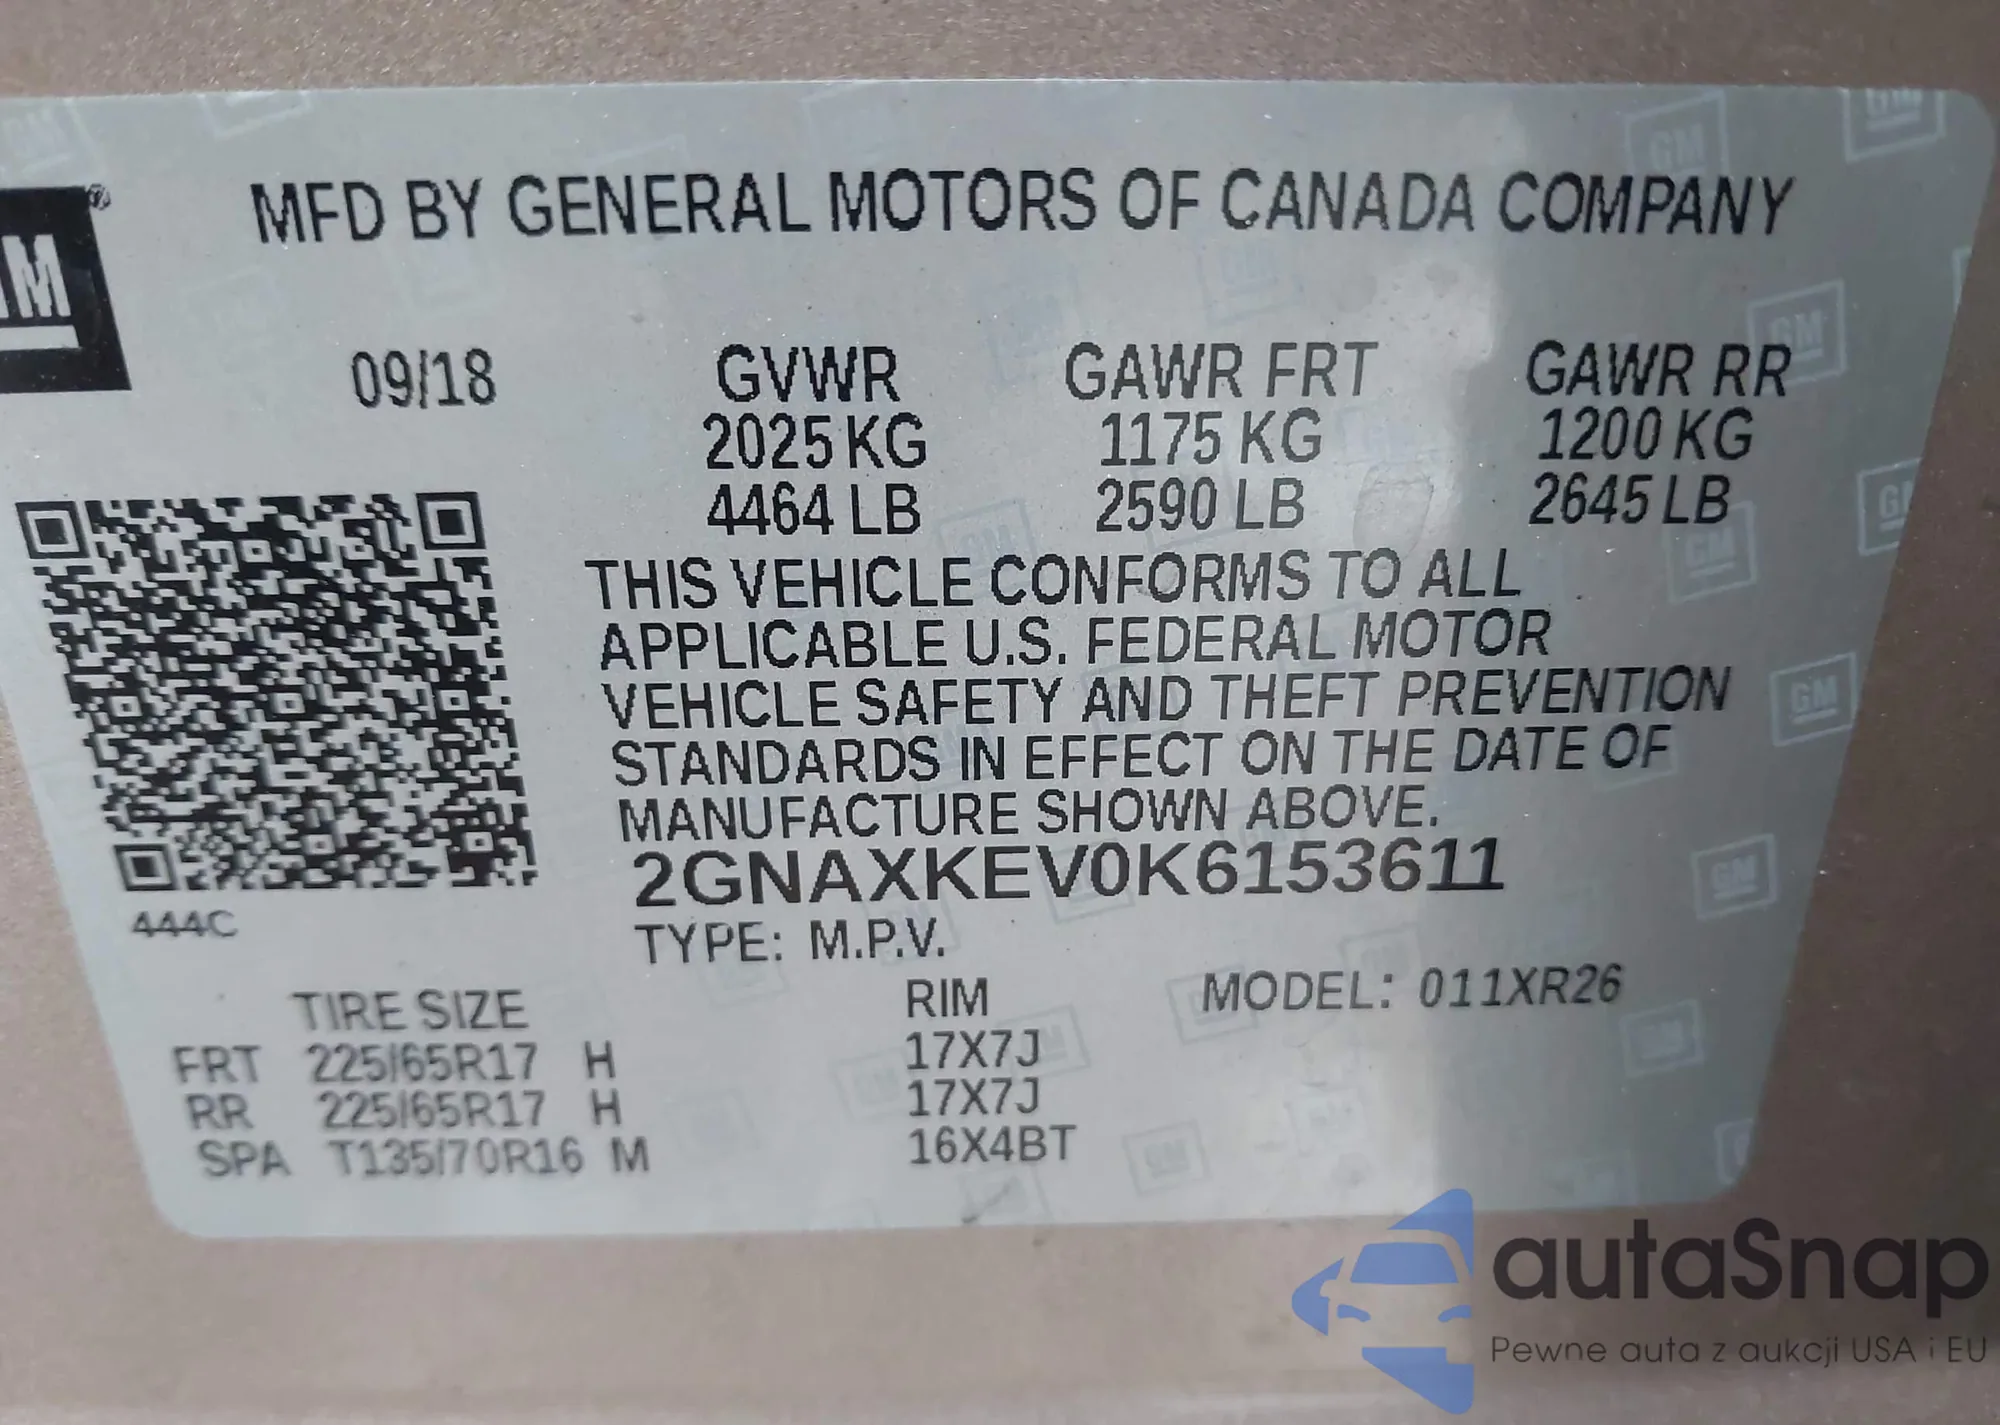 MFD BY GENERAL MOTORS OF CANADA COMPANY
GM®
09/18 GVWR GAWR FRT GAWR RR
2025 KG 1175 KG 1200 KG
4464 LB 2590 LB 2645 LB
THIS VEHICLE CONFORMS TO ALL
APPLICABLE U.S. FEDERAL MOTOR
VEHICLE SAFETY AND THEFT PREVENTION
STANDARDS IN EFFECT ON THE DATE OF
MANUFACTURE SHOWN ABOVE.
2GNAXKEV0K6153611
444C
TYPE: M.P.V.
TIRE SIZE RIM MODEL: 011XR26
FRT 225/65R17 H 17X7J
RR 225/65R17 H 17X7J
SPA T135/70R16 M 16X4BT
autaSnap
Pewne auta z aukcji USA i EU